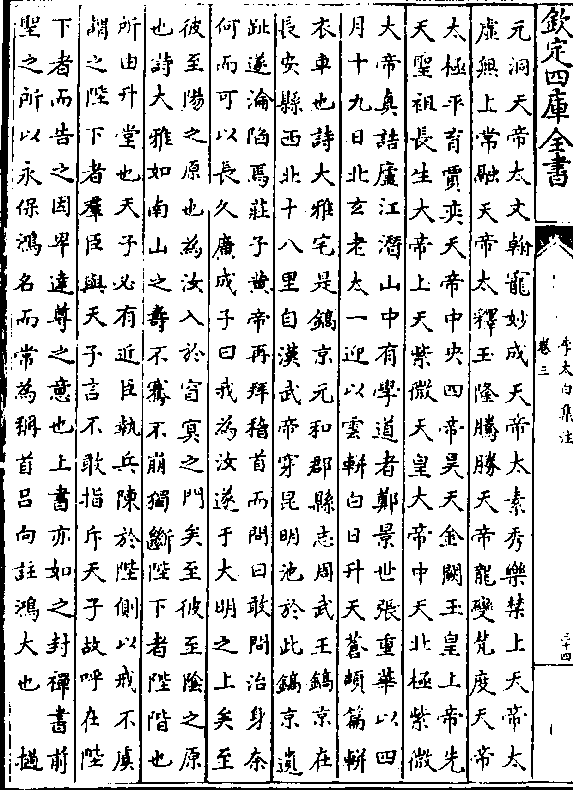 欽定四庫全書
李太白集注
卷三
三十四
元洞天帝太文翰寵妙成天帝太素秀樂禁上天帝太
虛無上常融天帝太釋玉隆騰勝天帝龍變梵度天帝
太極平育賈奕天帝中央四帝昊天金闕玉皇上帝先
天聖祖長生大帝上天紫微天皇大帝中天北極紫微
大帝真誥廬江潛山中有學道者鄭景世張重華以四
月十九日北玄老太一迎以雲軿白日升天蒼頡篇軿
衣車也詩大雅宅是鎬京元和郡縣志周武王鎬京在
長安縣西北十八里自漢武帝穿昆明池於此鎬京遺
趾遂淪陷焉莊子黃帝再拜稽首而問曰敢問治身奈
何而可以長久廣成子曰我為汝遂于大明之上矣至
彼至陽之原也為汝入於窅冥之門矣至彼至陰之原
也詩大雅如南山之壽不騫不崩獨斷陛下者陛階也
所由升堂也天子必有近臣執兵陳於陛側以戒不虞
謂之陛下者羣臣與天子言不敢指斥天子故呼在陛
下者而告之因卑達尊之意也上書亦如之封禪書前
聖之所以永保鴻名而常為稱首呂向註鴻大也